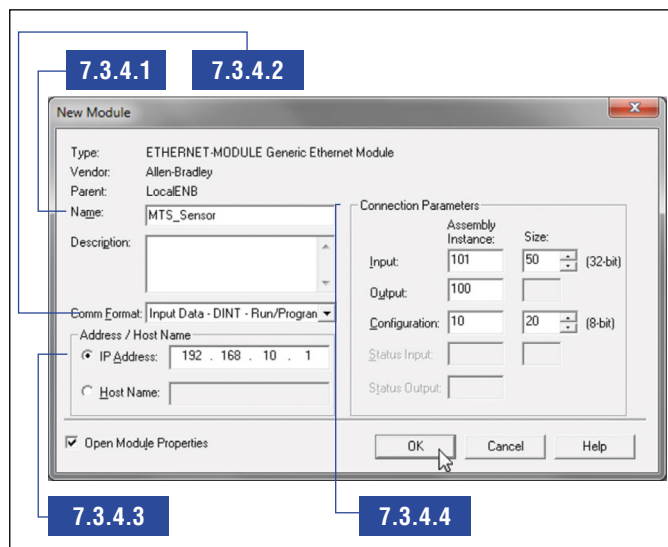 7.3.4.1
7.3.4.2
New Module
Type: ETHERNET-MODULE Generic Ethernet Module
Vendor: Allen-Bradley
Parent: LocalENB
Name: MTS_Sensor
Description:
Comm Format: Input Data - DINT - Run/Program
Address / Host Name
IP Address: 192 . 168 . 10 . 1
Host Name:
Connection Parameters
Assembly Instance: Size:
Input: 101 50 (32-bit)
Output: 100
Configuration: 10 20 (8-bit)
Status Input:
Status Output:
Open Module Properties
OK Cancel Help
7.3.4.3
7.3.4.4